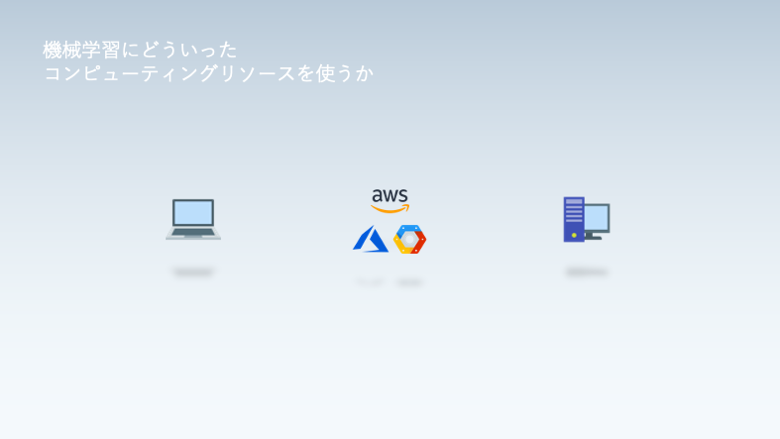 機械学習にどういった
コンピューティングリソースを使うか
aws